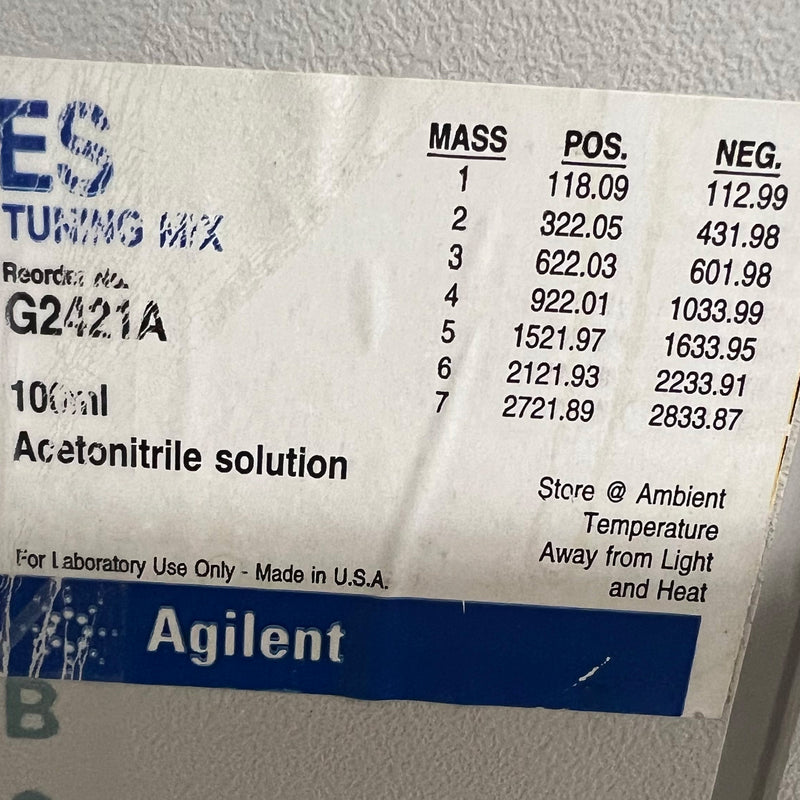 ES
TUNING MIX
Reorder No.
G2421A
100ml
Acetonitrile solution
For Laboratory Use Only - Made in U.S.A.
MASS POS. NEG.
1 118.09 112.99
2 322.05 431.98
3 622.03 601.98
4 922.01 1033.99
5 1521.97 1633.95
6 2121.93 2233.91
7 2721.89 2833.87
Store @ Ambient
Temperature
Away from Light
and Heat
Agilent
B